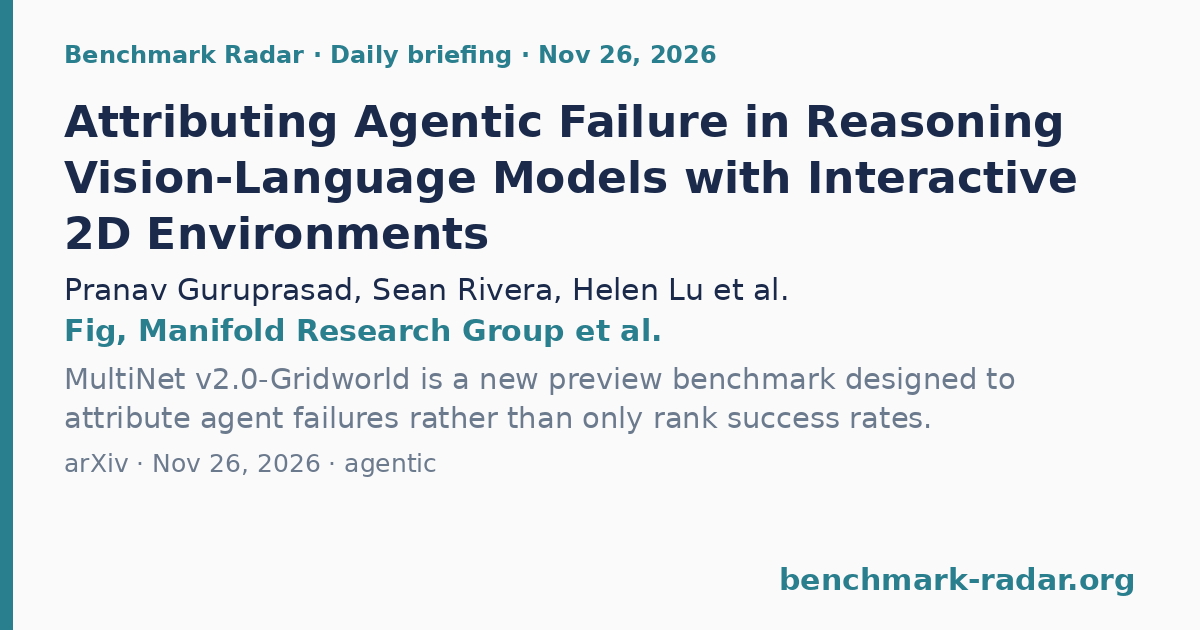 Benchmark Radar · Daily briefing · Nov 26, 2026
Attributing Agentic Failure in Reasoning
Vision-Language Models with Interactive
2D Environments
Pranav Guruprasad, Sean Rivera, Helen Lu et al.
Fig, Manifold Research Group et al.
MultiNet v2.0-Gridworld is a new preview benchmark designed to
attribute agent failures rather than only rank success rates.
arXiv · Nov 26, 2026 · agentic
benchmark-radar.org